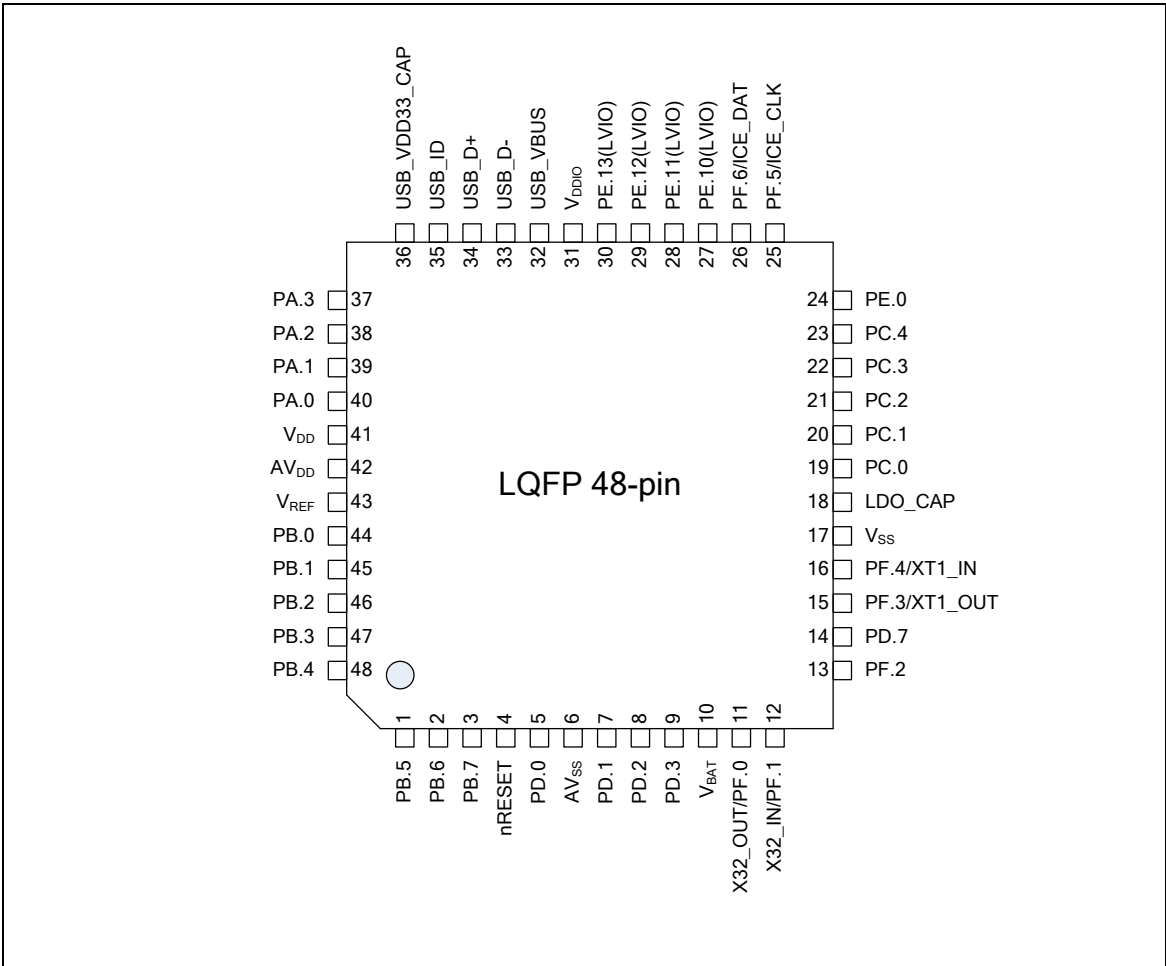 USB_VDD33_CAP
USB_ID
USB_D+
USB_D-
USB_VBUS
VDDIO
PE.13(LVIO)
PE.12(LVIO)
PE.11(LVIO)
PE.10(LVIO)
PF.6/ICE_DAT
PF.5/ICE_CLK
36
35
34
33
32
31
30
29
28
27
26
25
PA.3 37
PA.2 38
PA.1 39
PA.0 40
VDD 41
AVDD 42
VREF 43
PB.0 44
PB.1 45
PB.2 46
PB.3 47
PB.4 48
LQFP 48-pin
24 PE.0
23 PC.4
22 PC.3
21 PC.2
20 PC.1
19 PC.0
18 LDO_CAP
17 VSS
16 PF.4/XT1_IN
15 PF.3/XT1_OUT
14 PD.7
13 PF.2
1
2
3
4
5
6
7
8
9
10
11
12
PB.5
PB.6
PB.7
nRESET
PD.0
AVSS
PD.1
PD.2
PD.3
VBAT
X32_OUT/PF.0
X32_IN/PF.1